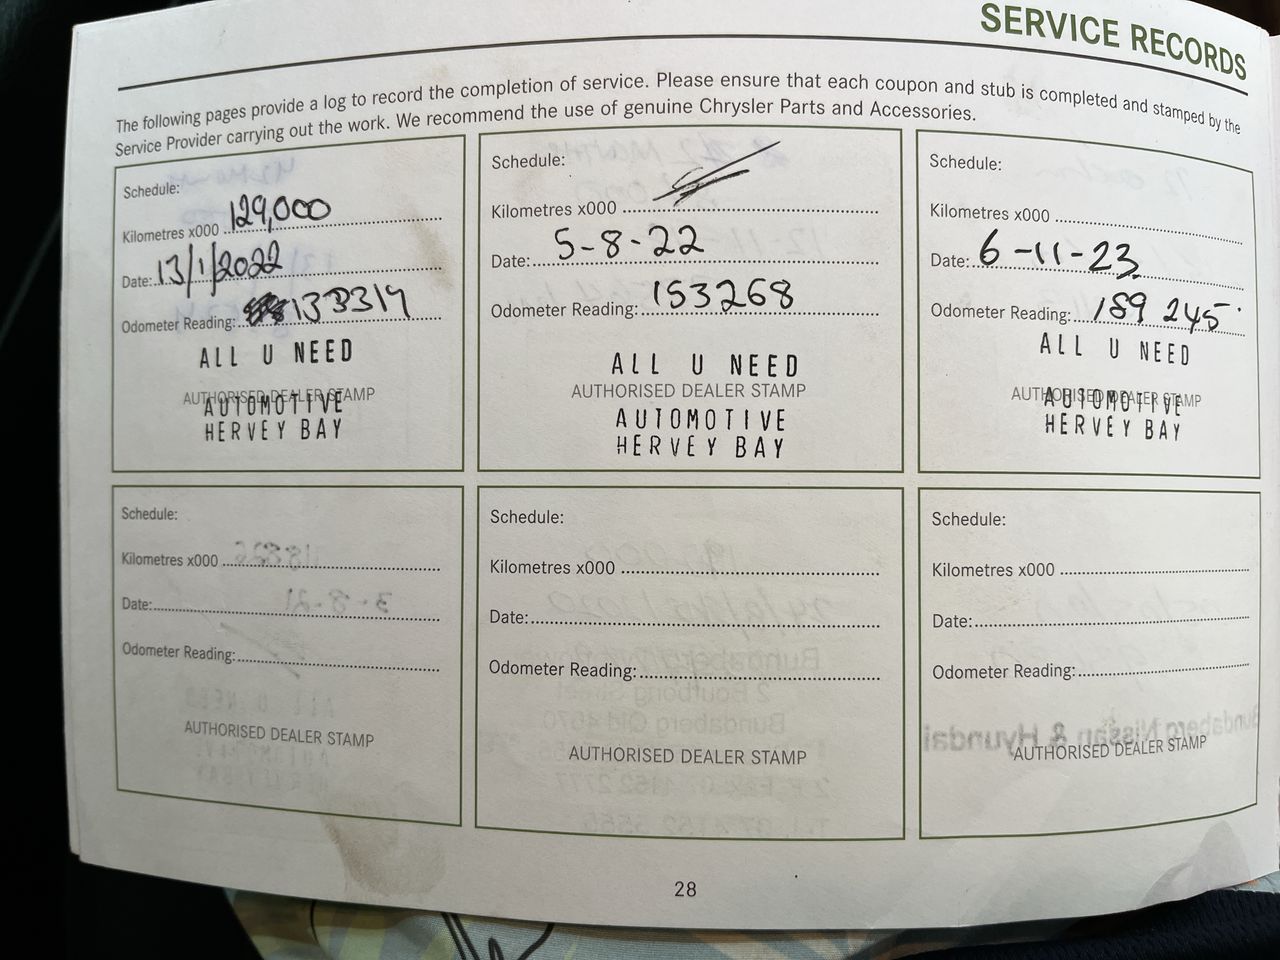 SERVICE RECORDS
The following pages provide a log to record the completion of service. Please ensure that each coupon and stub is completed and stamped by the
Service Provider carrying out the work. We recommend the use of genuine Chrysler Parts and Accessories.
Schedule:
Kilometres x000 129,000
Date: 13/1/2022
Odometer Reading: 133319
ALL U NEED
AUTHORISED DEALER STAMP
AUTOMOTIVE
HERVEY BAY
Schedule:
Kilometres x000
Date: 5-8-22
Odometer Reading: 153268
ALL U NEED
AUTHORISED DEALER STAMP
AUTOMOTIVE
HERVEY BAY
Schedule:
Kilometres x000
Date: 6-11-23
Odometer Reading: 189 245
ALL U NEED
AUTHORISED DEALER STAMP
AUTOMOTIVE
HERVEY BAY
Schedule:
Kilometres x000
Date:
Odometer Reading:
AUTHORISED DEALER STAMP
Schedule:
Kilometres x000
Date:
Odometer Reading:
AUTHORISED DEALER STAMP
Schedule:
Kilometres x000
Date:
Odometer Reading:
AUTHORISED DEALER STAMP
28